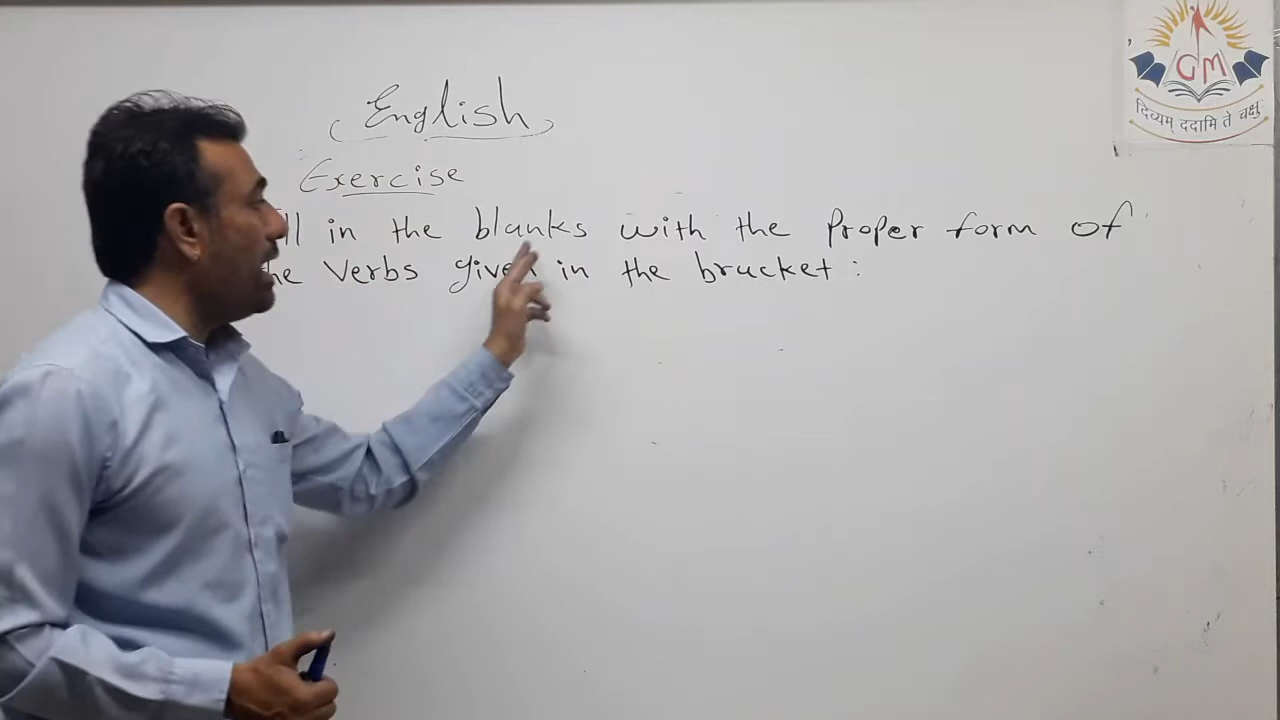 ( English )
Exercise
in the blanks with the Proper form of
Verbs given in the bracket :
GM
दिव्यम् ददामि ते चक्षुः